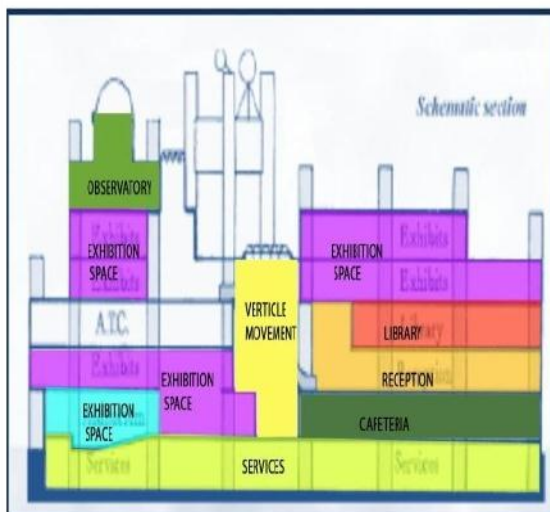 Schematic section
OBSERVATORY
Exhibits
EXHIBITION
SPACE
Exhibits
Exhibits
EXHIBITION
SPACE
Exhibits
A.T.C.
VERTICLE
MOVEMENT
LIBRARY
Library
Exhibits
EXHIBITION
SPACE
RECEPTION
Reception
EXHIBITION
SPACE
CAFETERIA
Services
SERVICES
Services